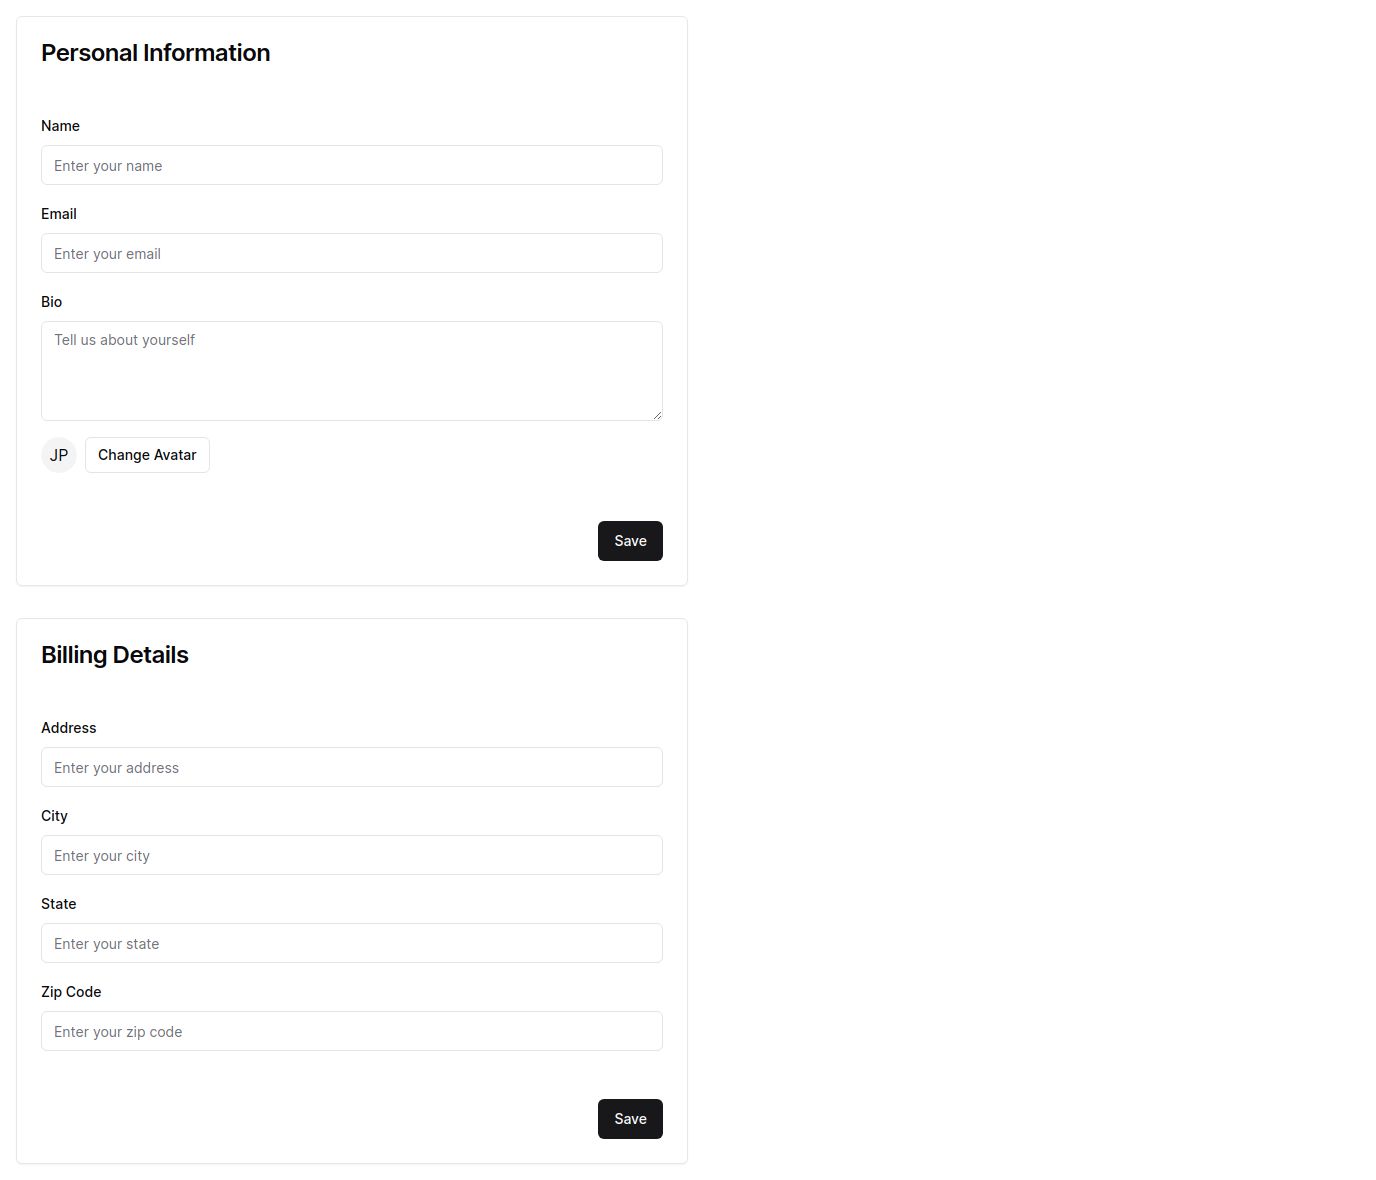 Personal Information
Name
Enter your name
Email
Enter your email
Bio
Tell us about yourself
JP
Change Avatar
Save
Billing Details
Address
Enter your address
City
Enter your city
State
Enter your state
Zip Code
Enter your zip code
Save